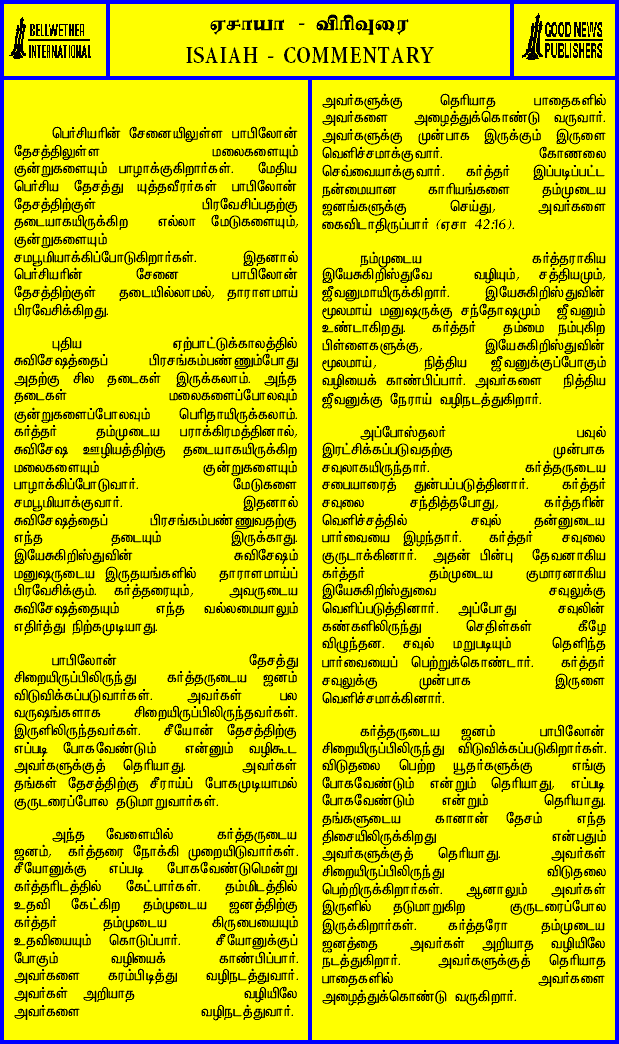 BELLWETHER
INTERNATIONAL
ஏசாயா - விரிவுரை
ISAIAH - COMMENTARY
GOOD NEWS
PUBLISHERS
பெர்சியரின் சேனையிலுள்ள பாபிலோன்
தேசத்திலுள்ள மலைகளையும்
குன்றுகளையும் பாழாக்குகிறார்கள். மேதிய
பெர்சிய தேசத்து யுத்தவீரர்கள் பாபிலோன்
தேசத்திற்குள் பிரவேசிப்பதற்கு
தடையாகயிருக்கிற எல்லா மேடுகளையும்,
குன்றுகளையும்
சமபூமியாக்கிப்போடுகிறார்கள். இதனால்
பெர்சியரின் சேனை பாபிலோன்
தேசத்திற்குள் தடையில்லாமல், தாராளமாய்
பிரவேசிக்கிறது.
புதிய ஏற்பாட்டுக்காலத்தில்
சுவிசேஷத்தைப் பிரசங்கம்பண்ணும்போது
அதற்கு சில தடைகள் இருக்கலாம். அந்த
தடைகள் மலைகளைப்போலவும்
குன்றுகளைப்போலவும் பெரிதாயிருக்கலாம்.
கர்த்தர் தம்முடைய பராக்கிரமத்தினால்,
சுவிசேஷ ஊழியத்திற்கு தடையாகயிருக்கிற
மலைகளையும் குன்றுகளையும்
பாழாக்கிப்போடுவார். மேடுகளை
சமபூமியாக்குவார். இதனால்
சுவிசேஷத்தைப் பிரசங்கம்பண்ணுவதற்கு
எந்த தடையும் இருக்காது.
இயேசுகிறிஸ்துவின் சுவிசேஷம்
மனுஷருடைய இருதயங்களில் தாராளமாய்ப்
பிரவேசிக்கும். கர்த்தரையும், அவருடைய
சுவிசேஷத்தையும் எந்த வல்லமையாலும்
எதிர்த்து நிற்கமுடியாது.
பாபிலோன் தேசத்து
சிறையிருப்பிலிருந்து கர்த்தருடைய ஜனம்
விடுவிக்கப்படுவார்கள். அவர்கள் பல
வருஷங்களாக சிறையிருப்பிலிருந்தவர்கள்.
இருளிலிருந்தவர்கள். சீயோன் தேசத்திற்கு
எப்படி போகவேண்டும் என்னும் வழிகூட
அவர்களுக்குத் தெரியாது. அவர்கள்
தங்கள் தேசத்திற்கு சீராய்ப் போகமுடியாமல்
குருடரைப்போல தடுமாறுவார்கள்.
அந்த வேளையில் கர்த்தருடைய
ஜனம், கர்த்தரை நோக்கி முறையிடுவார்கள்.
சீயோனுக்கு எப்படி போகவேண்டுமென்று
கர்த்தரிடத்தில் கேட்பார்கள். தம்மிடத்தில்
உதவி கேட்கிற தம்முடைய ஜனத்திற்கு
கர்த்தர் தம்முடைய கிருபையையும்
உதவியையும் கொடுப்பார். சீயோனுக்குப்
போகும் வழியைக் காண்பிப்பார்.
அவர்களை கரம்பிடித்து வழிநடத்துவார்.
அவர்கள் அறியாத வழியிலே
அவர்களை வழிநடத்துவார்.
அவர்களுக்கு தெரியாத பாதைகளில்
அவர்களை அழைத்துக்கொண்டு வருவார்.
அவர்களுக்கு முன்பாக இருக்கும் இருளை
வெளிச்சமாக்குவார். கோணலை
செவ்வையாக்குவார். கர்த்தர் இப்படிப்பட்ட
நன்மையான காரியங்களை தம்முடைய
ஜனங்களுக்கு செய்து, அவர்களை
கைவிடாதிருப்பார் (ஏசா 42:16).
நம்முடைய கர்த்தராகிய
இயேசுகிறிஸ்துவே வழியும், சத்தியமும்,
ஜீவனுமாயிருக்கிறார். இயேசுகிறிஸ்துவின்
மூலமாய் மனுஷருக்கு சந்தோஷமும் ஜீவனும்
உண்டாகிறது. கர்த்தர் தம்மை நம்புகிற
பிள்ளைகளுக்கு, இயேசுகிறிஸ்துவின்
மூலமாய், நித்திய ஜீவனுக்குப்போகும்
வழியைக் காண்பிப்பார். அவர்களை நித்திய
ஜீவனுக்கு நேராய் வழிநடத்துகிறார்.
அப்போஸ்தலர் பவுல்
இரட்சிக்கப்படுவதற்கு முன்பாக
சவுலாகயிருந்தார். கர்த்தருடைய
சபையாரைத் துன்பப்படுத்தினார். கர்த்தர்
சவுலை சந்தித்தபோது, கர்த்தரின்
வெளிச்சத்தில் சவுல் தன்னுடைய
பார்வையை இழந்தார். கர்த்தர் சவுலை
குருடாக்கினார். அதன் பின்பு தேவனாகிய
கர்த்தர் தம்முடைய குமாரனாகிய
இயேசுகிறிஸ்துவை சவுலுக்கு
வெளிப்படுத்தினார். அப்போது சவுலின்
கண்களிலிருந்து செதிள்கள் கீழே
விழுந்தன. சவுல் மறுபடியும் தெளிந்த
பார்வையைப் பெற்றுக்கொண்டார். கர்த்தர்
சவுலுக்கு முன்பாக இருளை
வெளிச்சமாக்கினார்.
கர்த்தருடைய ஜனம் பாபிலோன்
சிறையிருப்பிலிருந்து விடுவிக்கப்படுகிறார்கள்.
விடுதலை பெற்ற யூதர்களுக்கு எங்கு
போகவேண்டும் என்றும் தெரியாது, எப்படி
போகவேண்டும் என்றும் தெரியாது.
தங்களுடைய கானான் தேசம் எந்த
திசையிலிருக்கிறது என்பதும்
அவர்களுக்குத் தெரியாது. அவர்கள்
சிறையிருப்பிலிருந்து விடுதலை
பெற்றிருக்கிறார்கள். ஆனாலும் அவர்கள்
இருளில் தடுமாறுகிற குருடரைப்போல
இருக்கிறார்கள். கர்த்தரோ தம்முடைய
ஜனத்தை அவர்கள் அறியாத வழியிலே
நடத்துகிறார். அவர்களுக்குத் தெரியாத
பாதைகளில் அவர்களை
அழைத்துக்கொண்டு வருகிறார்.